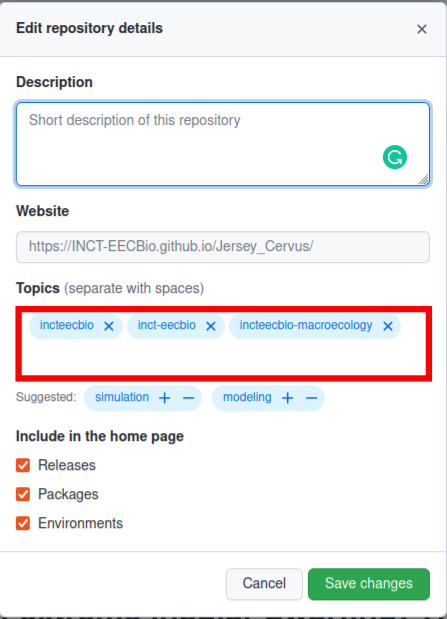 Edit repository details
Description
Short description of this repository
Website
https://INCT-EECBio.github.io/Jersey_Cervus/
Topics (separate with spaces)
incteecbio inct-eecbio incteecbio-macroecology
Suggested: simulation modeling
Include in the home page
Releases
Packages
Environments
Cancel Save changes